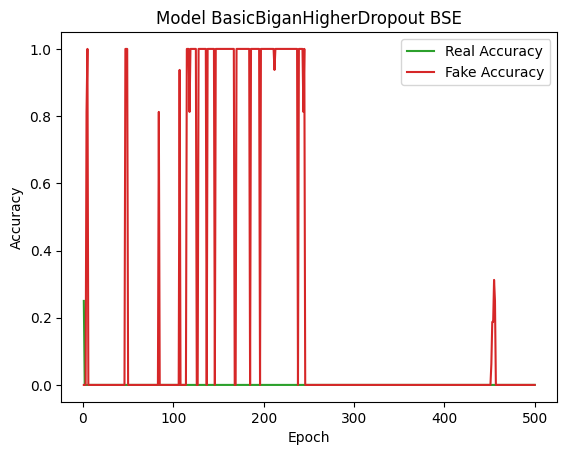 Model BasicBiganHigherDropout BSE
Real Accuracy
Fake Accuracy
1.0
0.8
0.6
0.4
0.2
0.0
Accuracy
0
100
200
300
400
500
Epoch